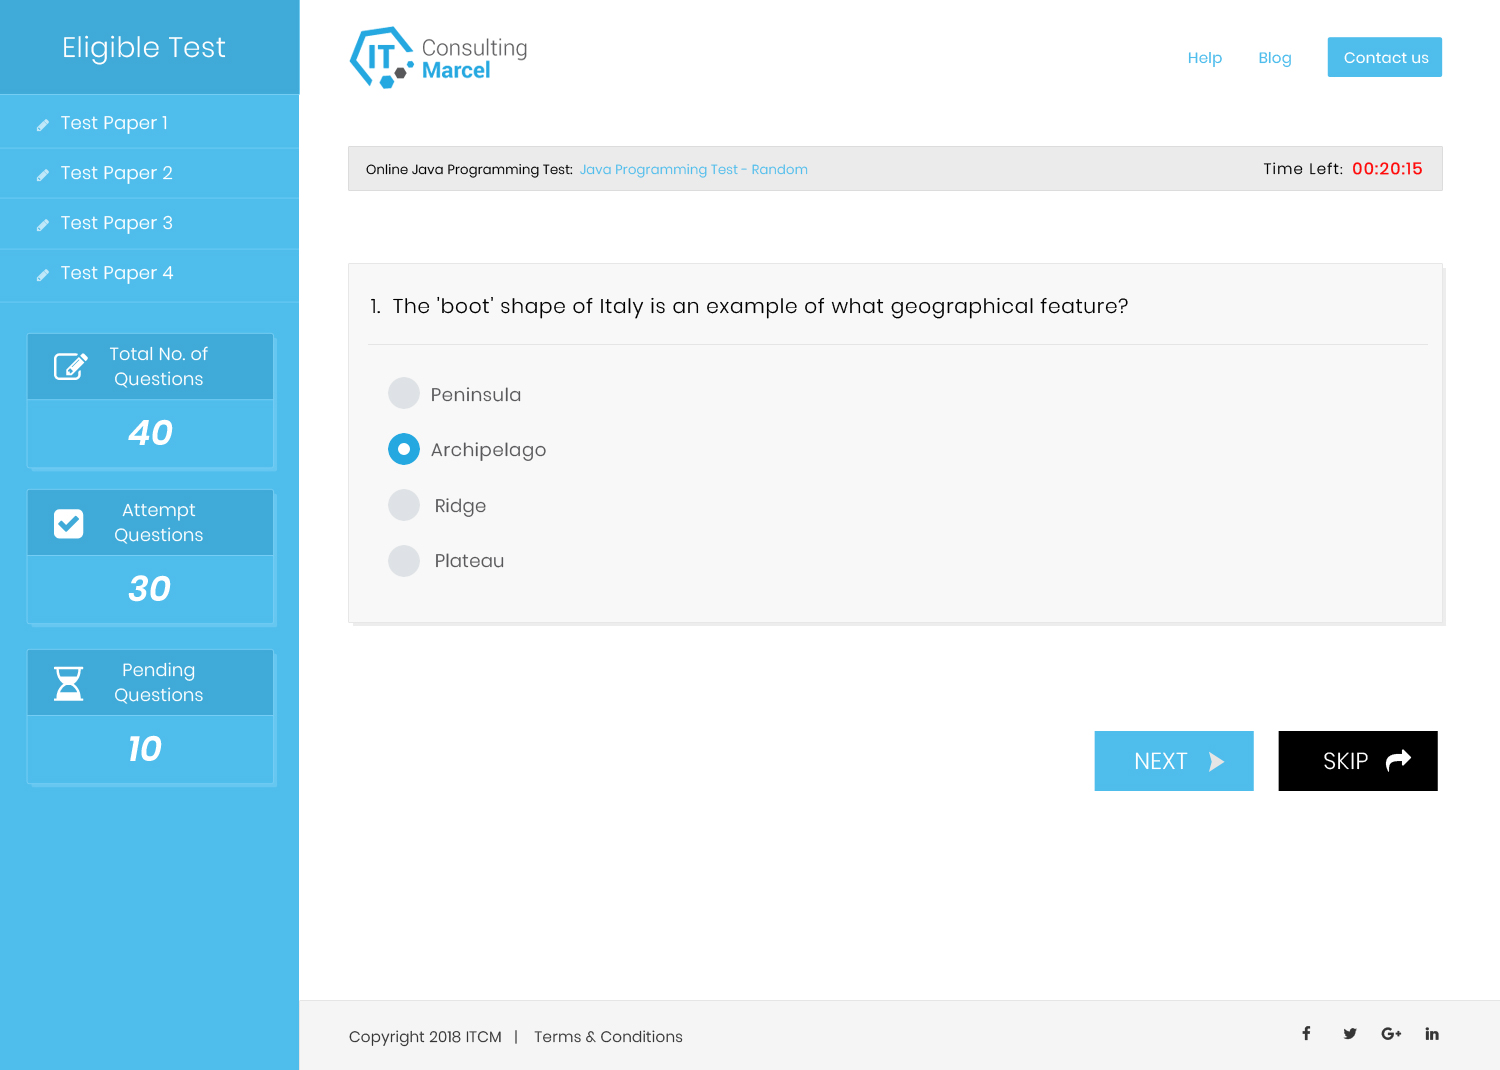 Eligible Test
Test Paper 1
Test Paper 2
Test Paper 3
Test Paper 4
Total No. of
Questions
40
Attempt
Questions
30
Pending
Questions
10
IT Consulting
Marcel
Help Blog Contact us
Online Java Programming Test: Java Programming Test - Random Time Left: 00:20:15
1. The 'boot' shape of Italy is an example of what geographical feature?
Peninsula
Archipelago
Ridge
Plateau
NEXT SKIP
Copyright 2018 ITCM | Terms & Conditions f G+ in